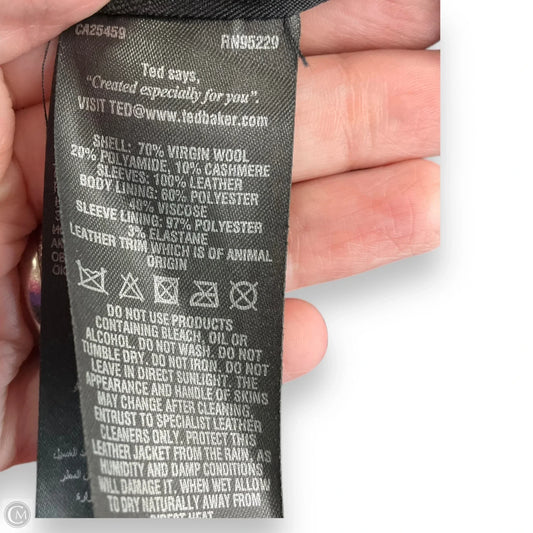 CA25459 RN95229
Ted says,
"Created especially for you".
VISIT TED@www.tedbaker.com
SHELL: 70% VIRGIN WOOL
20% POLYAMIDE, 10% CASHMERE
SLEEVES: 100% LEATHER
BODY LINING: 60% POLYESTER
40% VISCOSE
SLEEVE LINING: 97% POLYESTER
3% ELASTANE
LEATHER TRIM WHICH IS OF ANIMAL
ORIGIN
DO NOT USE PRODUCTS
CONTAINING BLEACH, OIL OR
ALCOHOL. DO NOT WASH. DO NOT
TUMBLE DRY. DO NOT IRON. DO NOT
LEAVE IN DIRECT SUNLIGHT. THE
APPEARANCE AND HANDLE OF SKINS
MAY CHANGE AFTER CLEANING.
ENTRUST TO SPECIALIST LEATHER
CLEANERS ONLY. PROTECT THIS
LEATHER JACKET FROM THE RAIN, AS
HUMIDITY AND DAMP CONDITIONS
WILL DAMAGE IT. WHEN WET ALLOW
TO DRY NATURALLY AWAY FROM
DIRECT HEAT